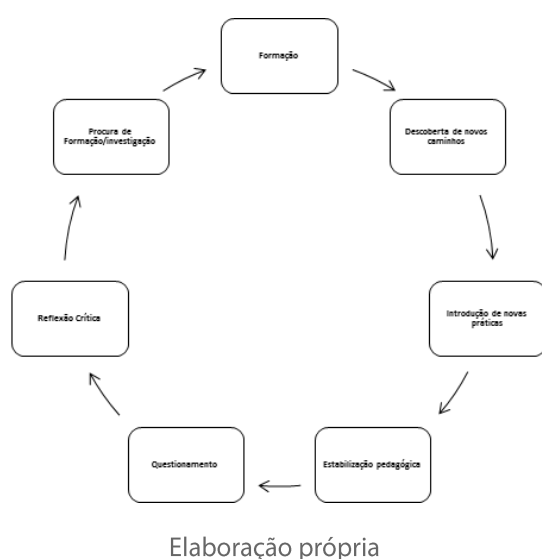 Formação
Descoberta de novos
caminhos
Introdução de novas
práticas
Estabilização pedagógica
Questionamento
Reflexão Crítica
Procura de
Formação/investigação
Elaboração própria